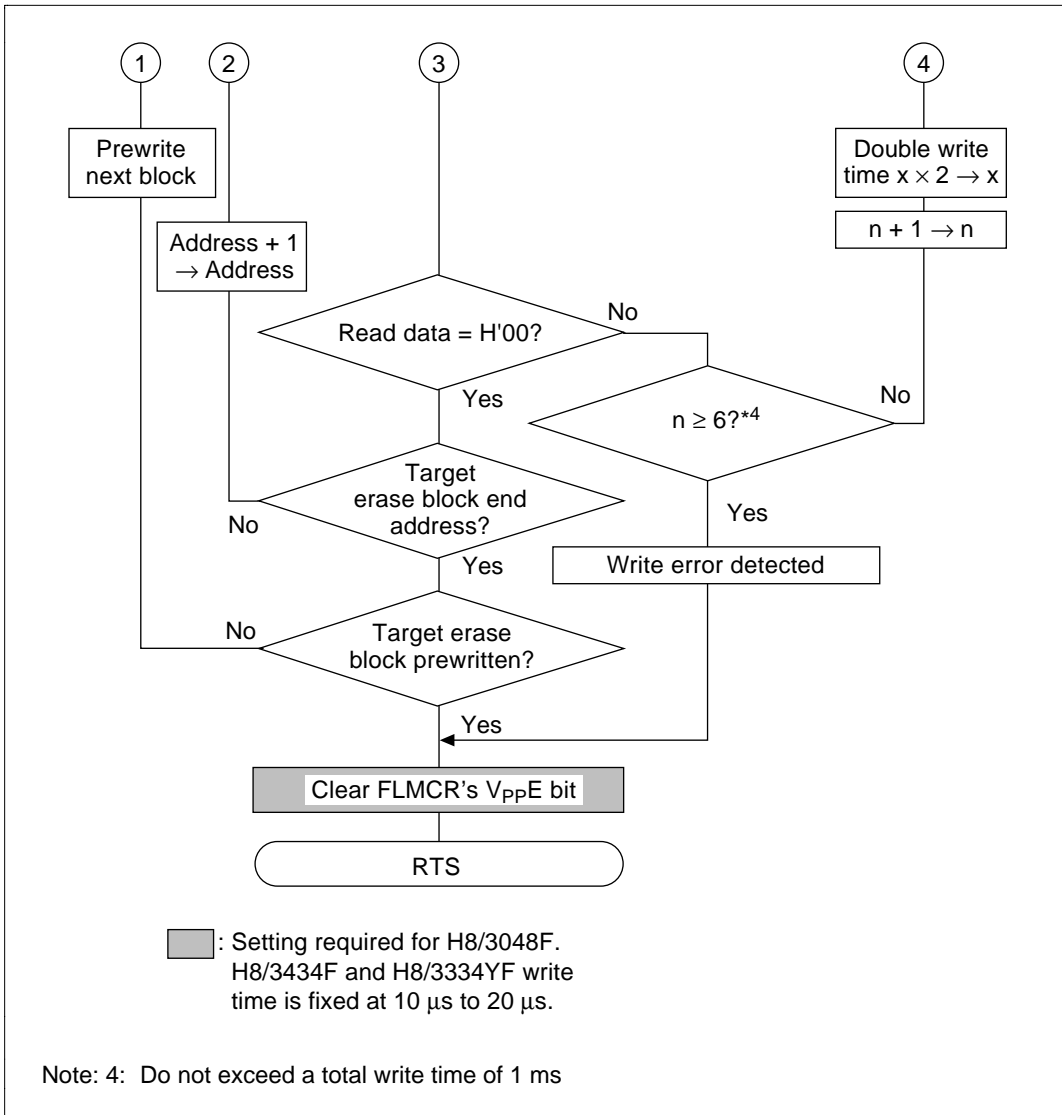 1
2
3
4
Prewrite
next block
Double write
time x × 2 → x
n + 1 → n
Address + 1
→ Address
Read data = H'00?
No
Yes
n ≥ 6?*4
No
Target
erase block end
address?
No
Yes
Yes
Write error detected
Target erase
block prewritten?
No
Yes
Clear FLMCR's VPPE bit
RTS
: Setting required for H8/3048F.
H8/3434F and H8/3334YF write
time is fixed at 10 μs to 20 μs.
Note: 4: Do not exceed a total write time of 1 ms